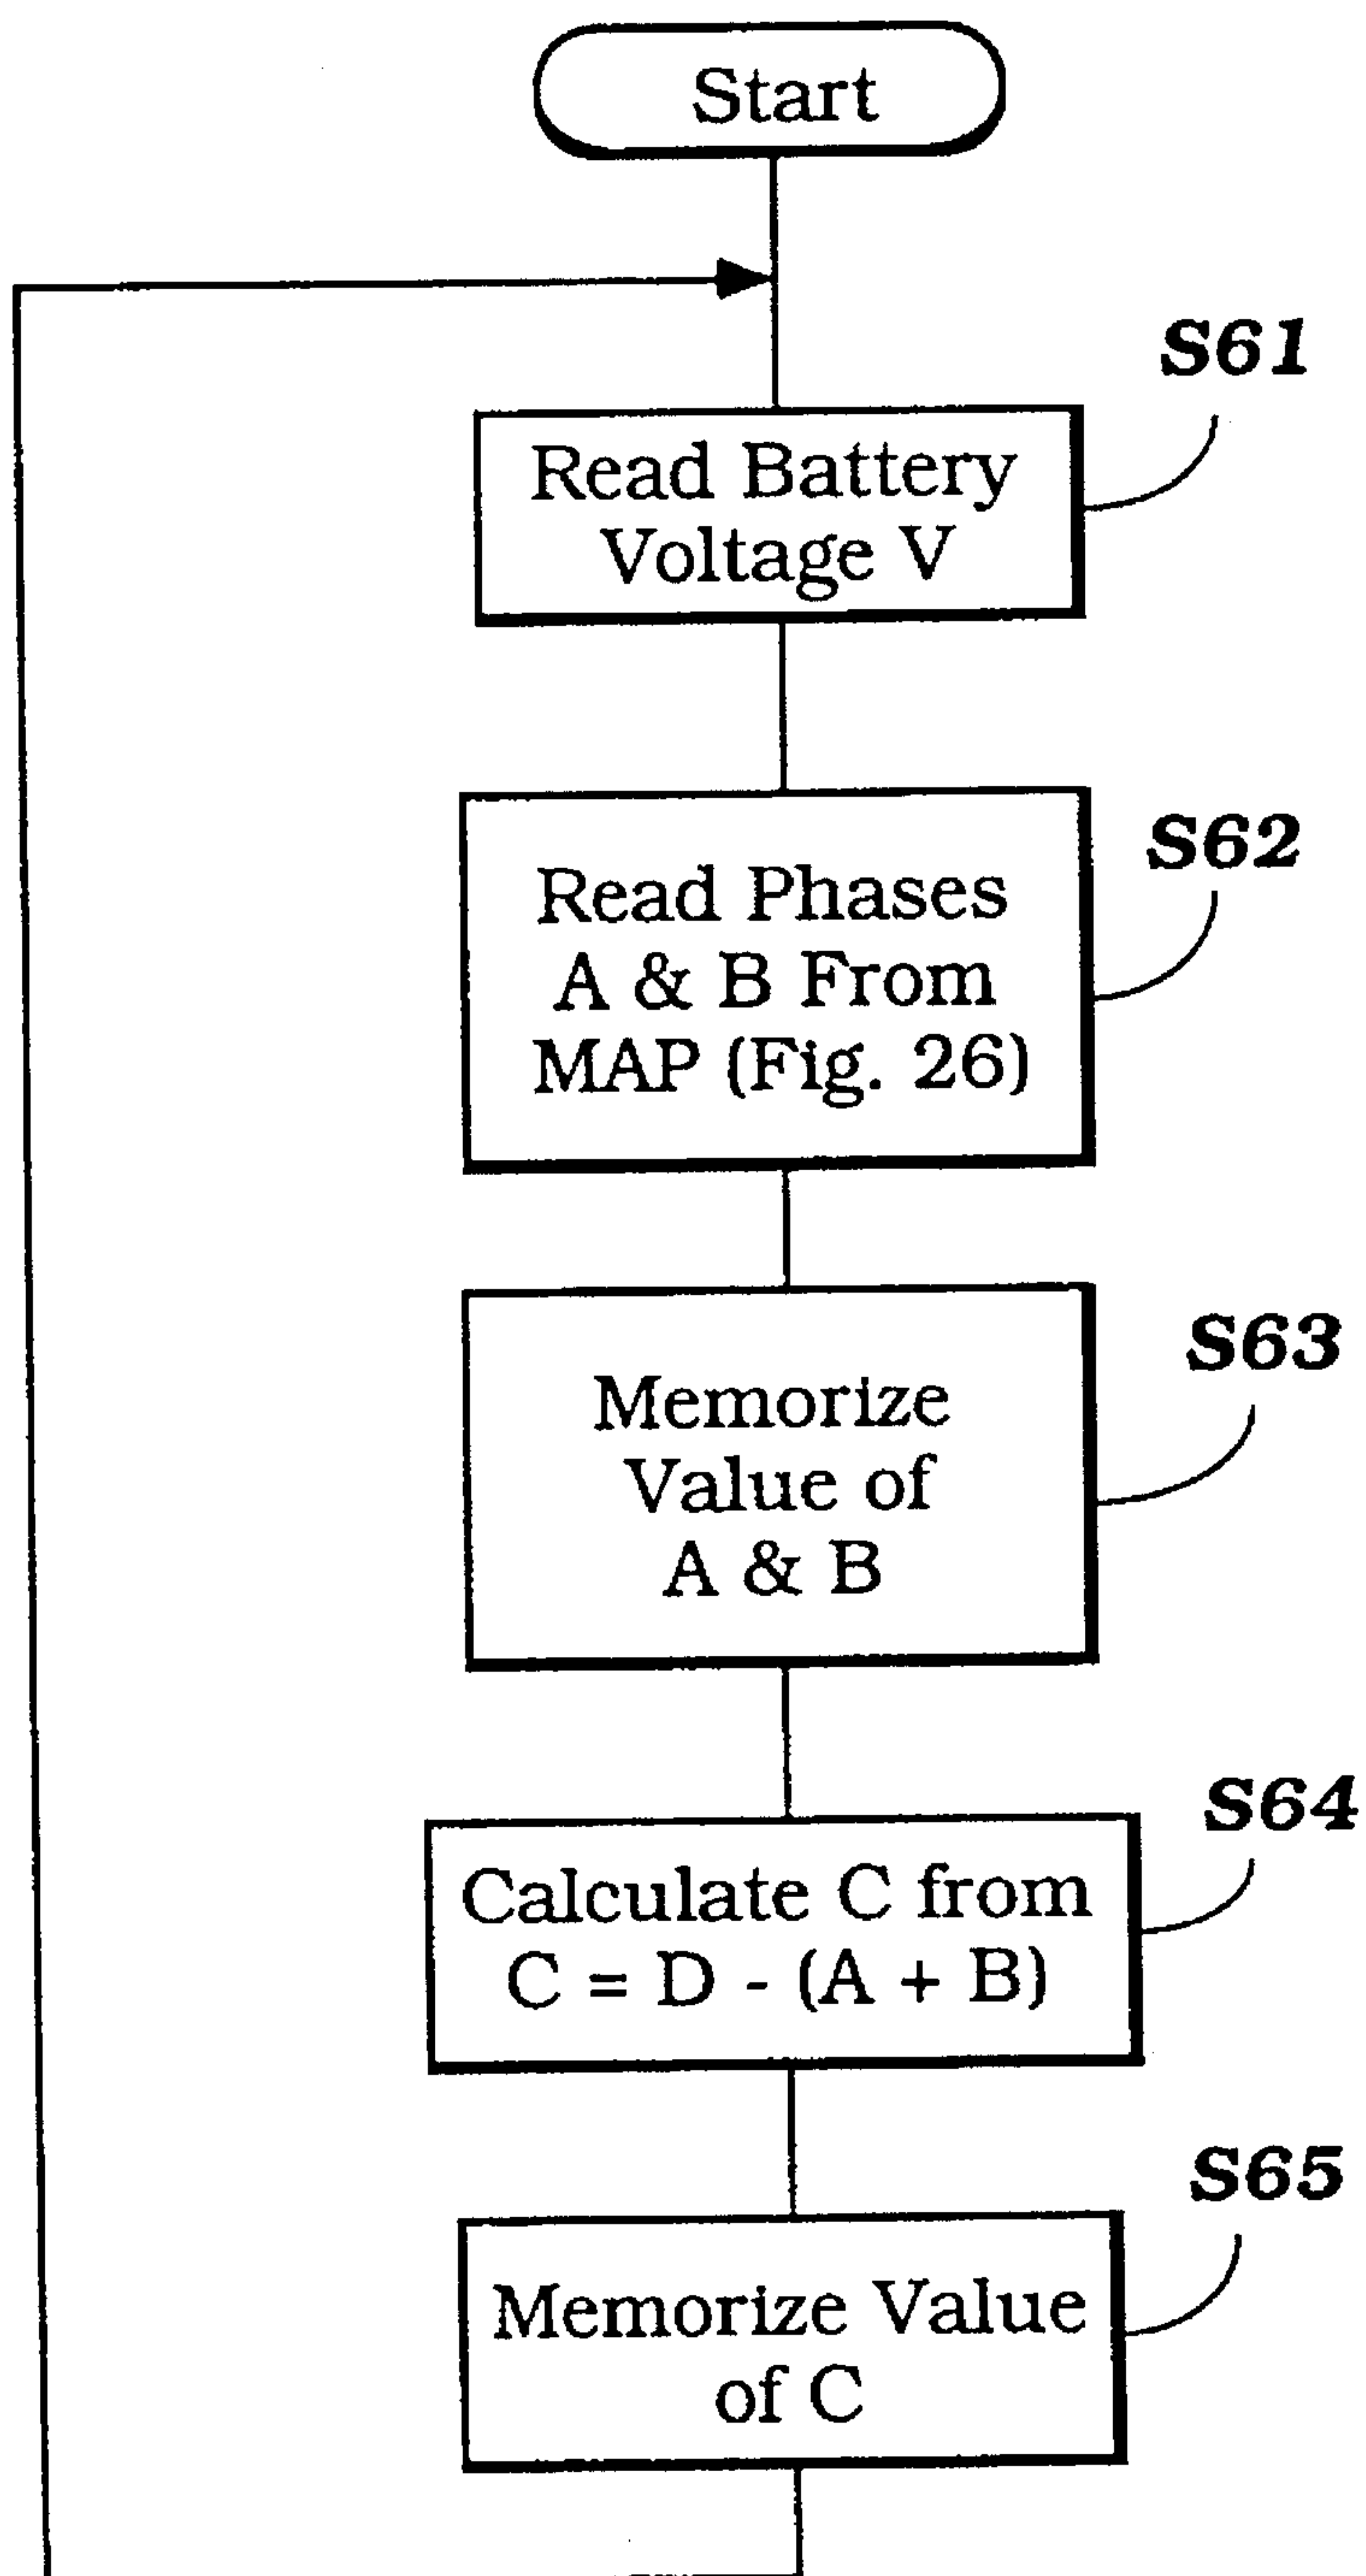 Start
S61
Read Battery
Voltage V
S62
Read Phases
A & B From
MAP (Fig. 26)
S63
Memorize
Value of
A & B
S64
Calculate C from
C = D - (A + B)
S65
Memorize Value
of C